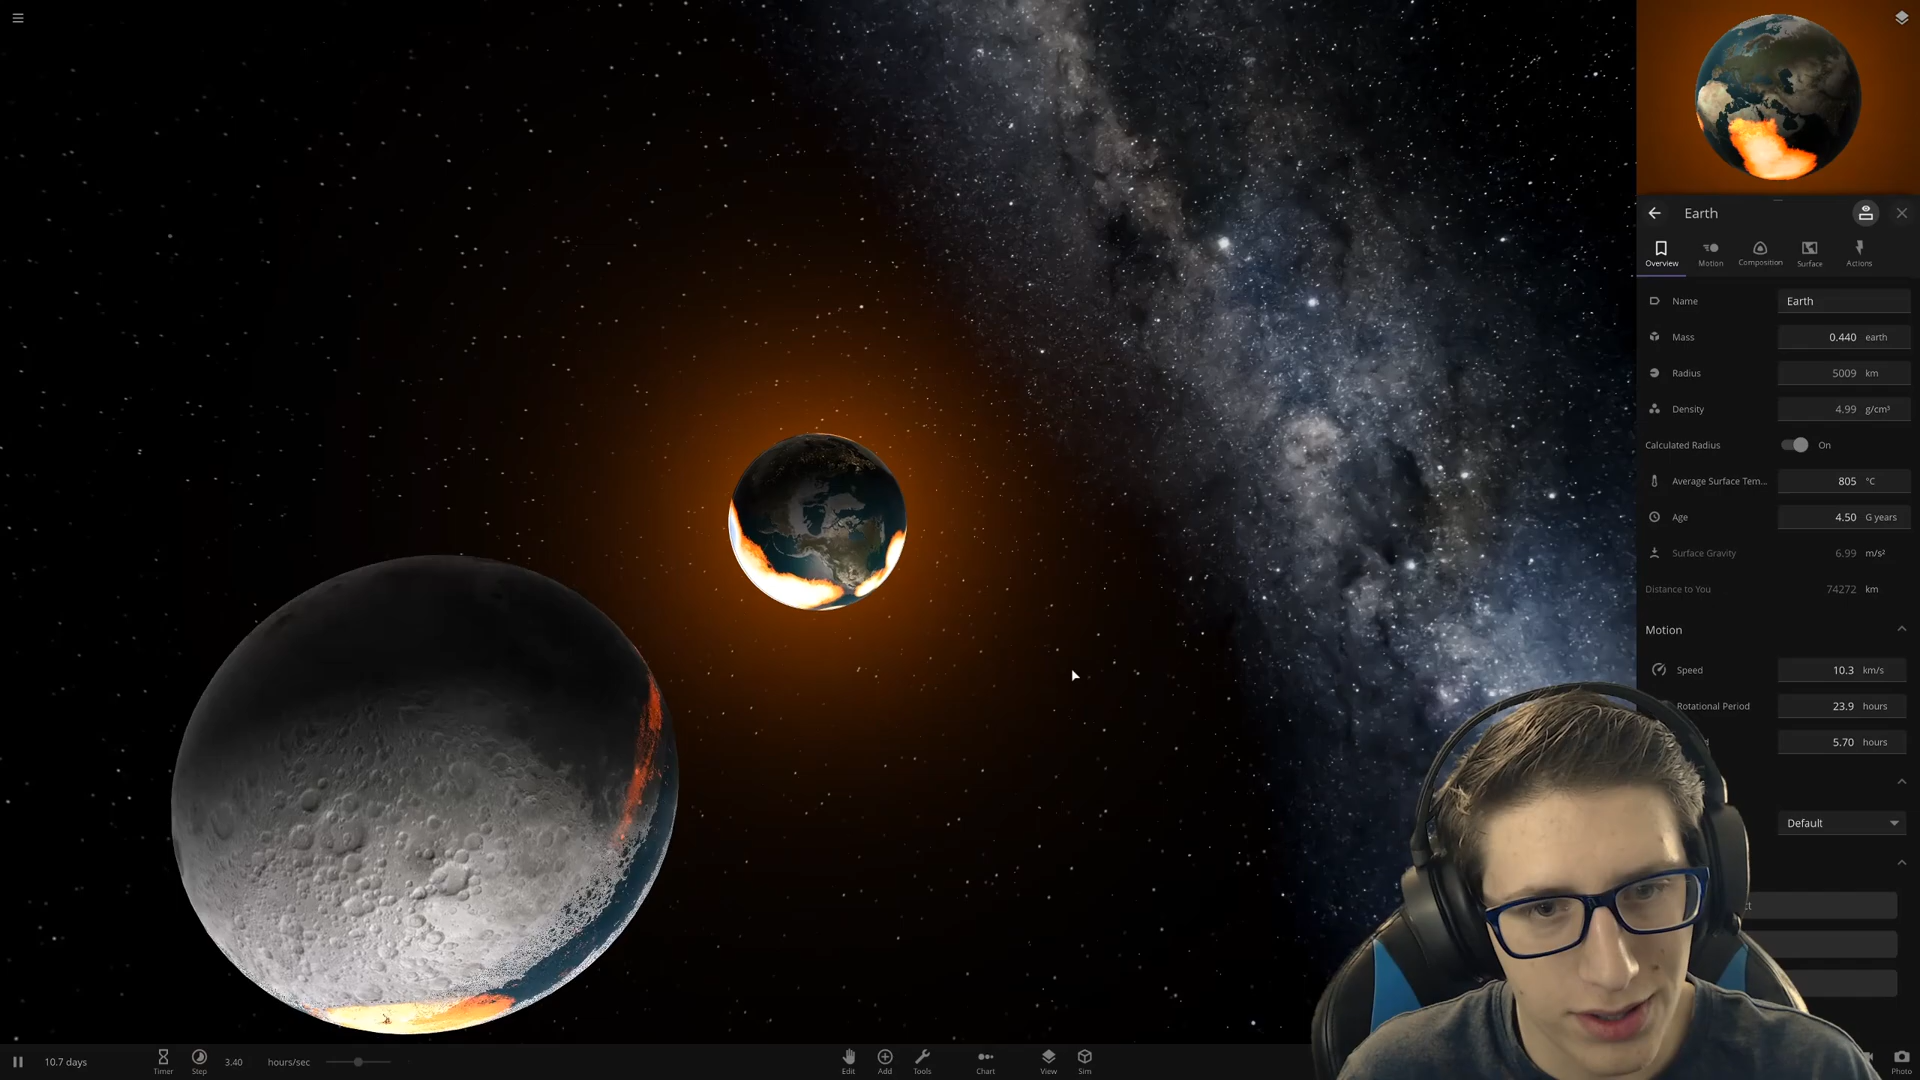 Earth
Overview
Motion
Composition
Surface
Actions
Name Earth
Mass 0.440 earth
Radius 5009 km
Density 4.99 g/cm³
Calculated Radius On
Average Surface Tem... 805 °C
Age 4.50 G years
Surface Gravity 6.99 m/s²
Distance to You 74272 km
Motion
Speed 10.3 km/s
Rotational Period 23.9 hours
5.70 hours
Default
10.7 days
Timer
Step
3.40 hours/sec
Edit
Add
Tools
Chart
View
Sim
Photo